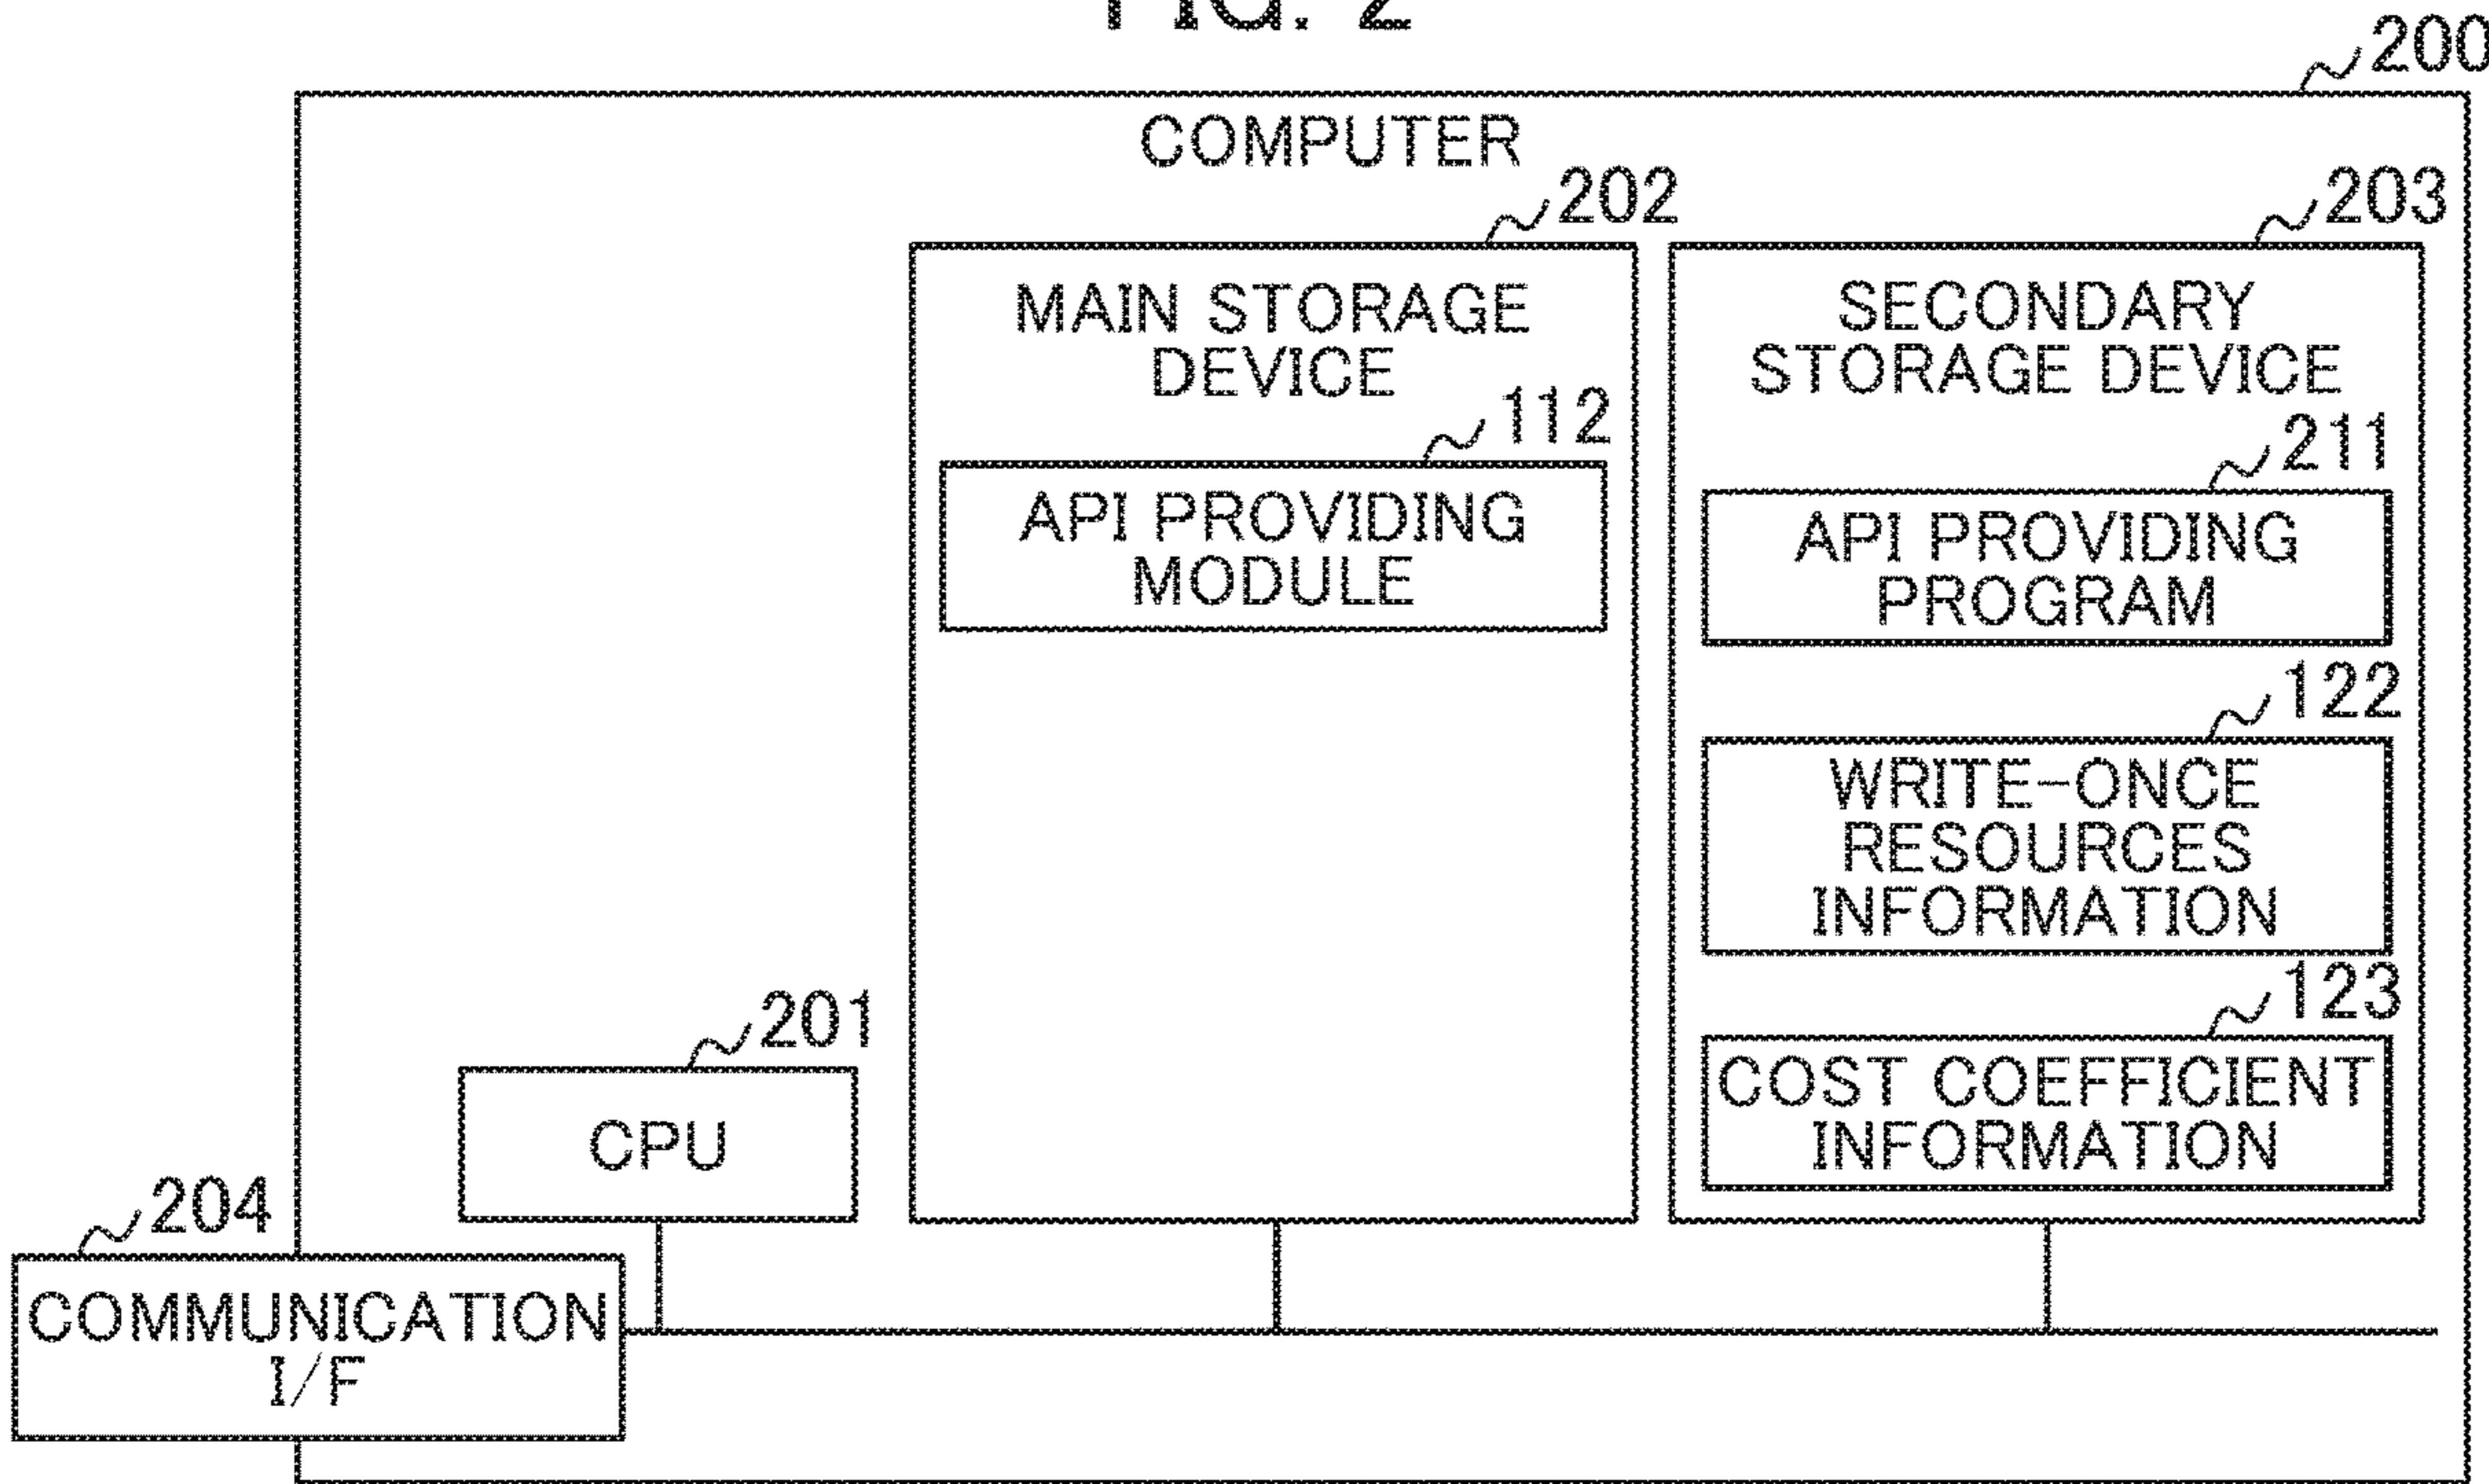 FIG. 2
200
COMPUTER
202
203
MAIN STORAGE
DEVICE
SECONDARY
STORAGE DEVICE
112
API PROVIDING
MODULE
211
API PROVIDING
PROGRAM
122
WRITE-ONCE
RESOURCES
INFORMATION
123
COST COEFFICIENT
INFORMATION
201
CPU
204
COMMUNICATION
I/F